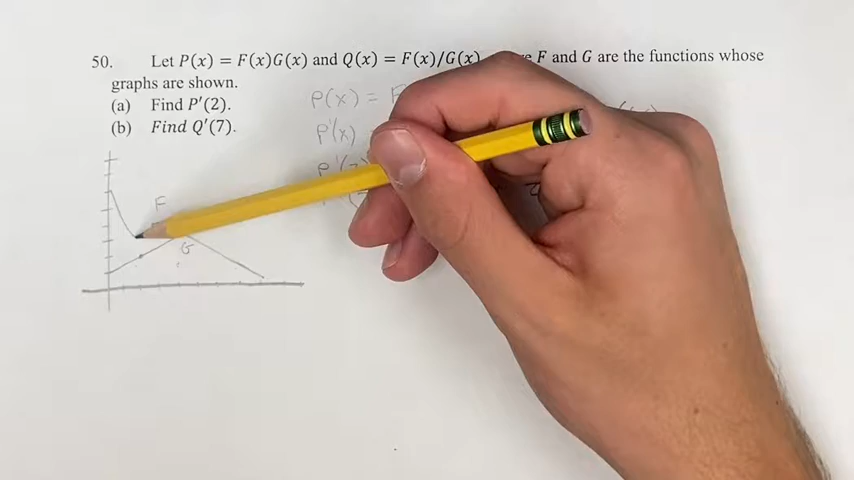 50. Let P(x) = F(x)G(x) and Q(x) = F(x)/G(x), F and G are the functions whose
graphs are shown.
(a) Find P′(2).
(b) Find Q′(7).
P(x) = F
P'(x) =
F
G